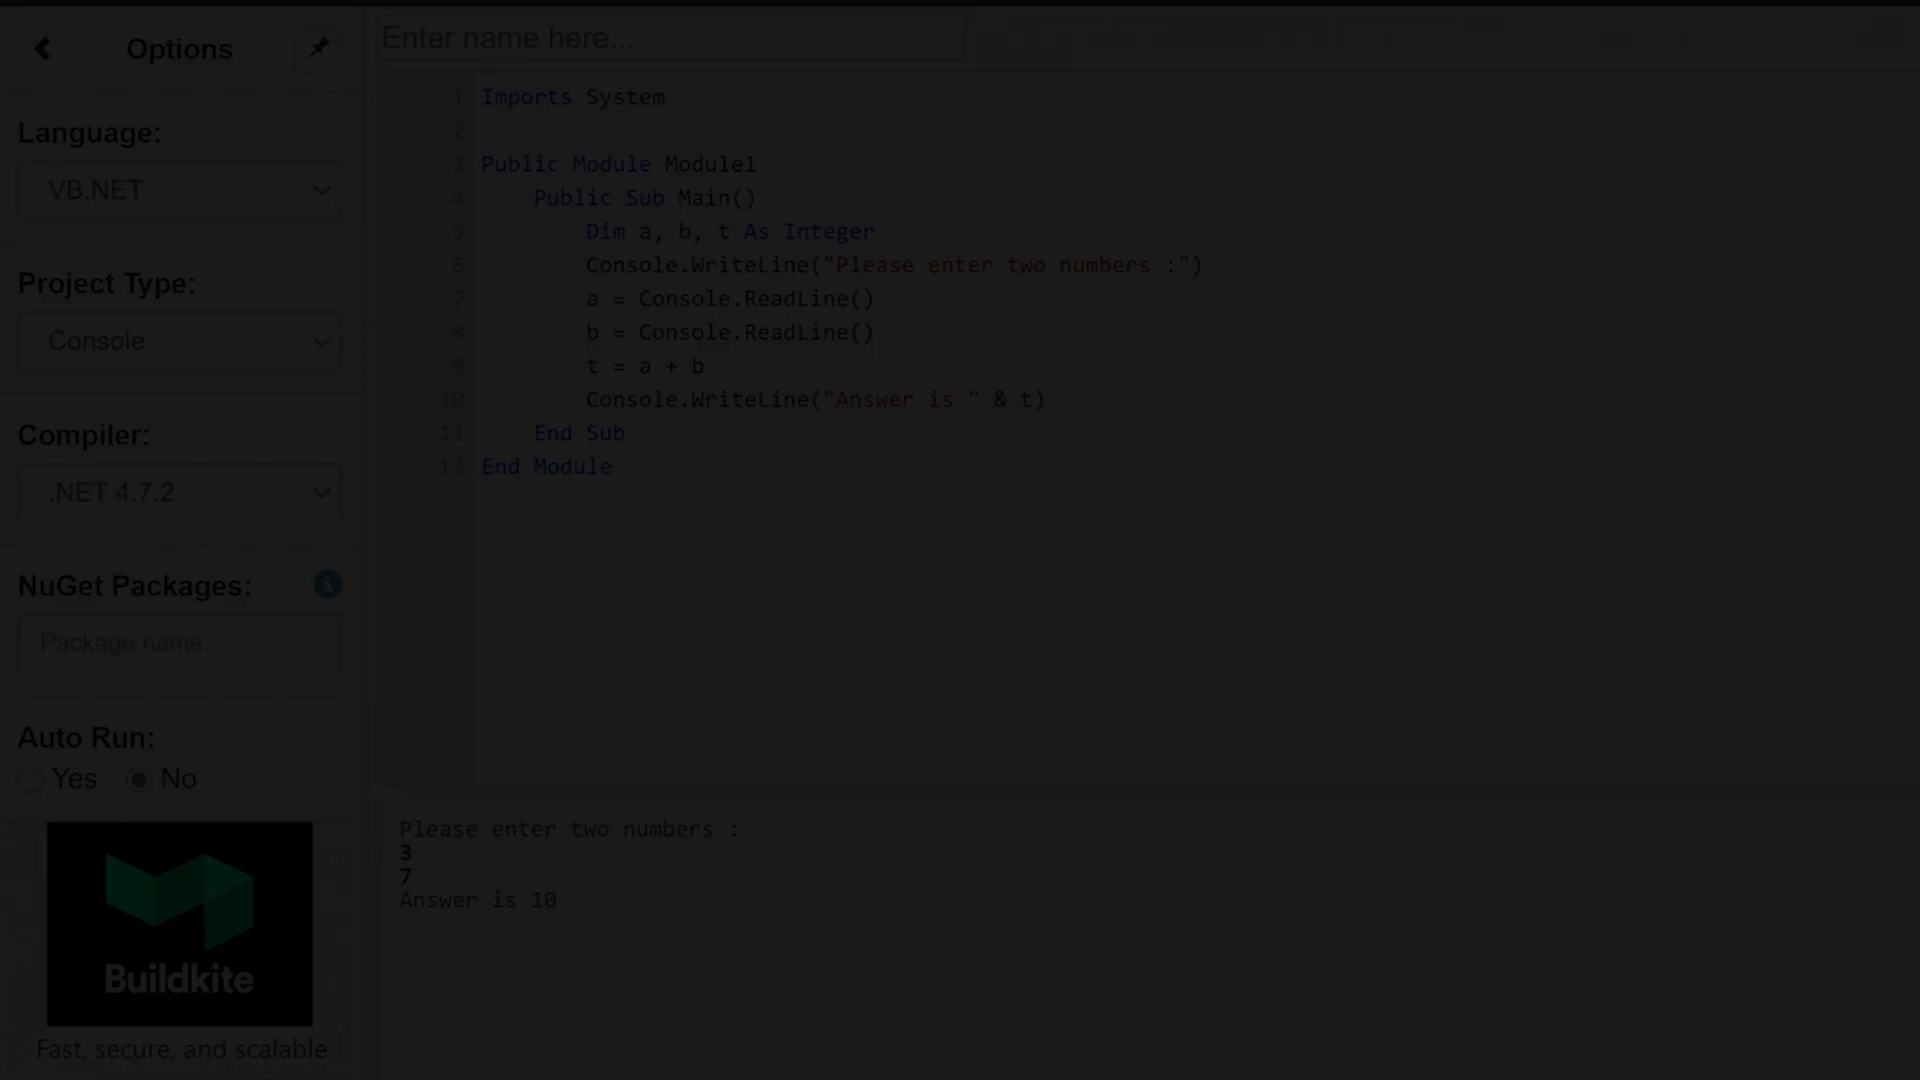 Options
Language:
VB.NET
Project Type:
Console
Compiler:
.NET 4.7.2
NuGet Packages:
Package name...
Auto Run:
Yes No
Buildkite
Fast, secure, and scalable
Enter name here...
1 Imports System
2
3 Public Module Module1
4 Public Sub Main()
5 Dim a, b, t As Integer
6 Console.WriteLine("Please enter two numbers :")
7 a = Console.ReadLine()
8 b = Console.ReadLine()
9 t = a + b
10 Console.WriteLine("Answer is " & t)
11 End Sub
12 End Module
Please enter two numbers :
3
7
Answer is 10